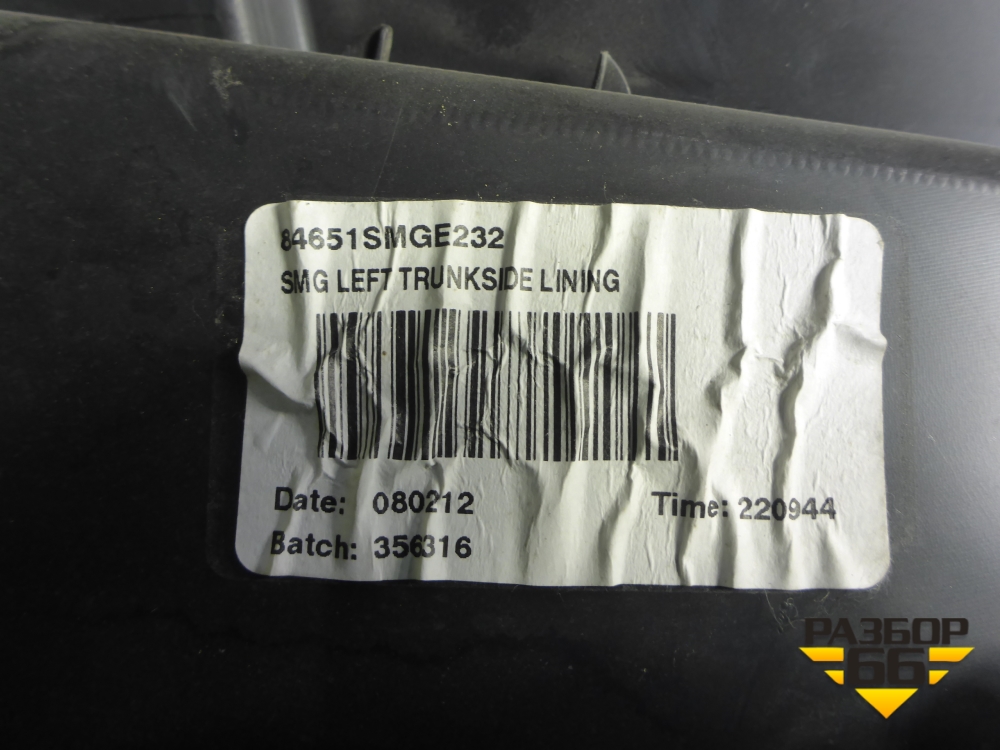 84651SMGE232
SMG LEFT TRUNKSIDE LINING
Date: 080212 Time: 220944
Batch: 356316
РАЗБОР
66